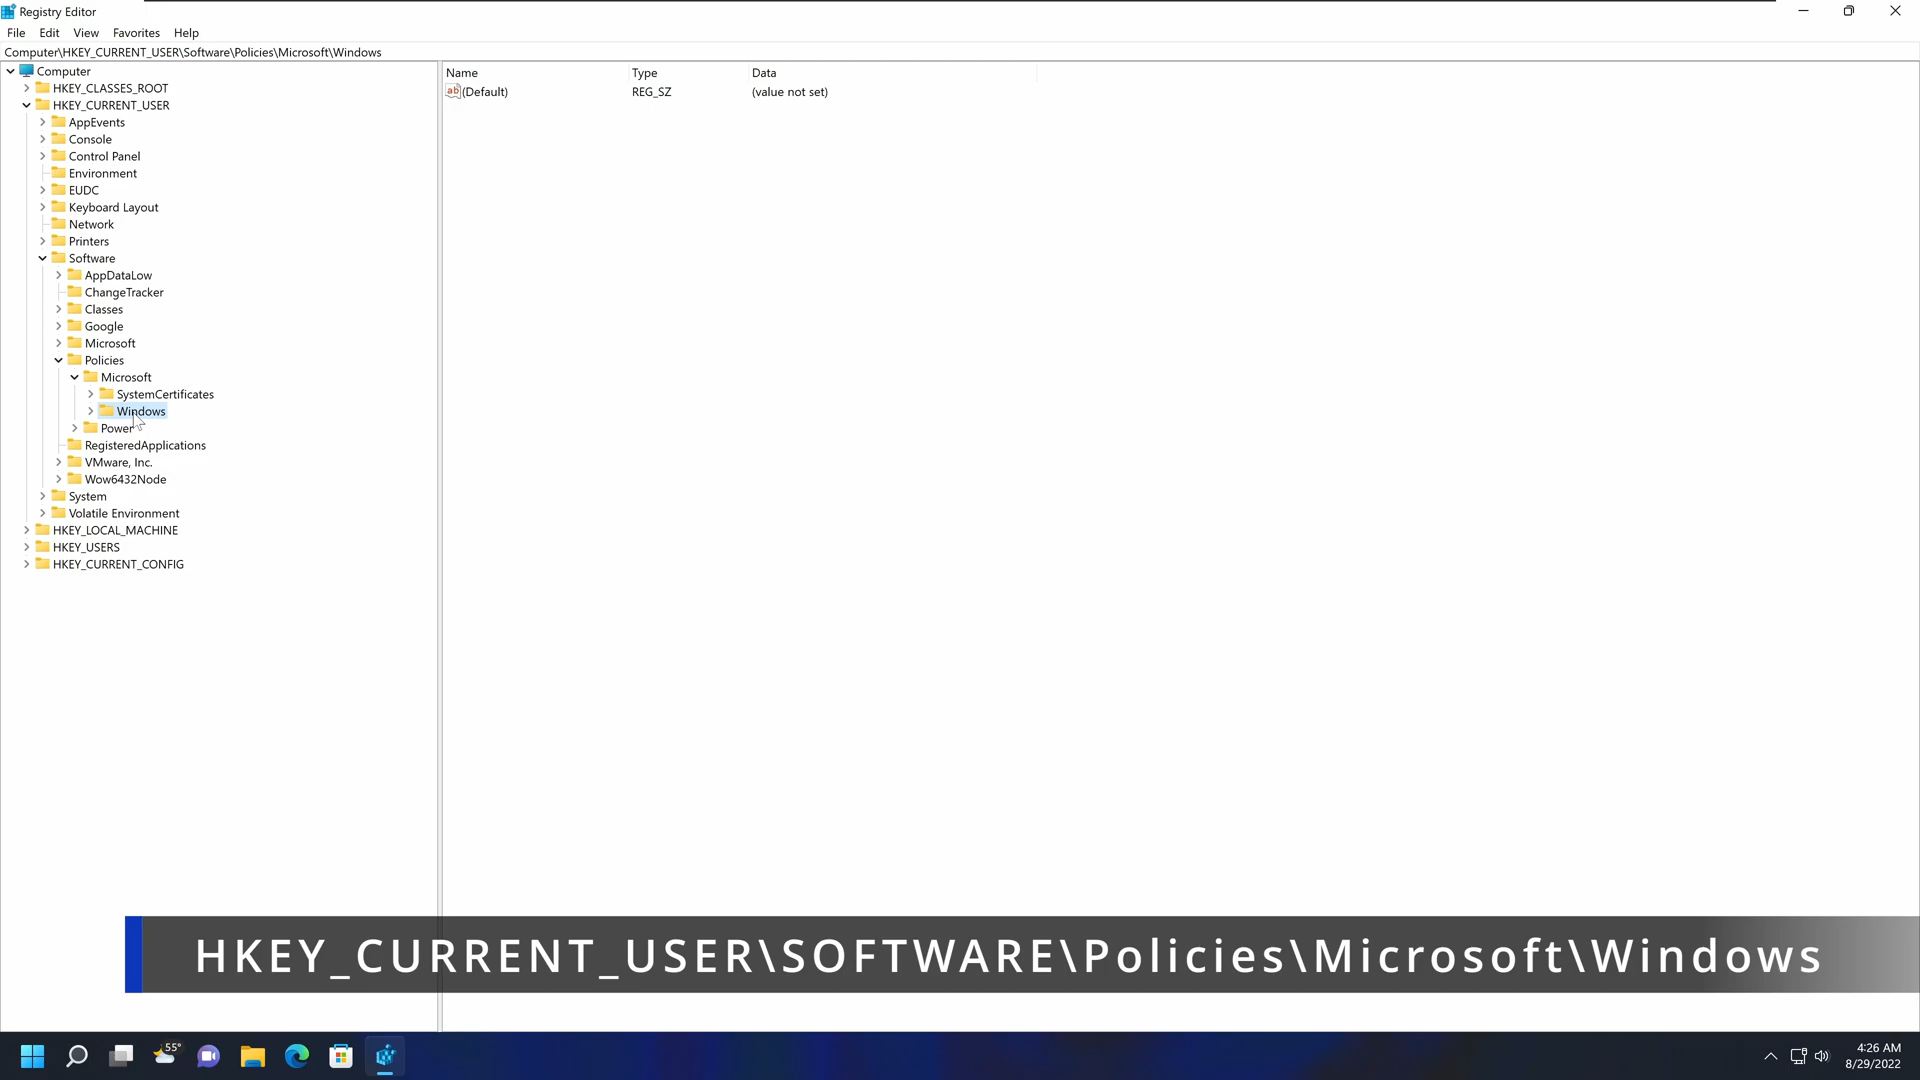 Registry Editor
File Edit View Favorites Help
Computer\HKEY_CURRENT_USER\Software\Policies\Microsoft\Windows
Computer
HKEY_CLASSES_ROOT
HKEY_CURRENT_USER
AppEvents
Console
Control Panel
Environment
EUDC
Keyboard Layout
Network
Printers
Software
AppDataLow
ChangeTracker
Classes
Google
Microsoft
Policies
Microsoft
SystemCertificates
Windows
Power
RegisteredApplications
VMware, Inc.
Wow6432Node
System
Volatile Environment
HKEY_LOCAL_MACHINE
HKEY_USERS
HKEY_CURRENT_CONFIG
Name Type Data
ab (Default) REG_SZ (value not set)
HKEY_CURRENT_USER\SOFTWARE\Policies\Microsoft\Windows
55°
4:26 AM
8/29/2022